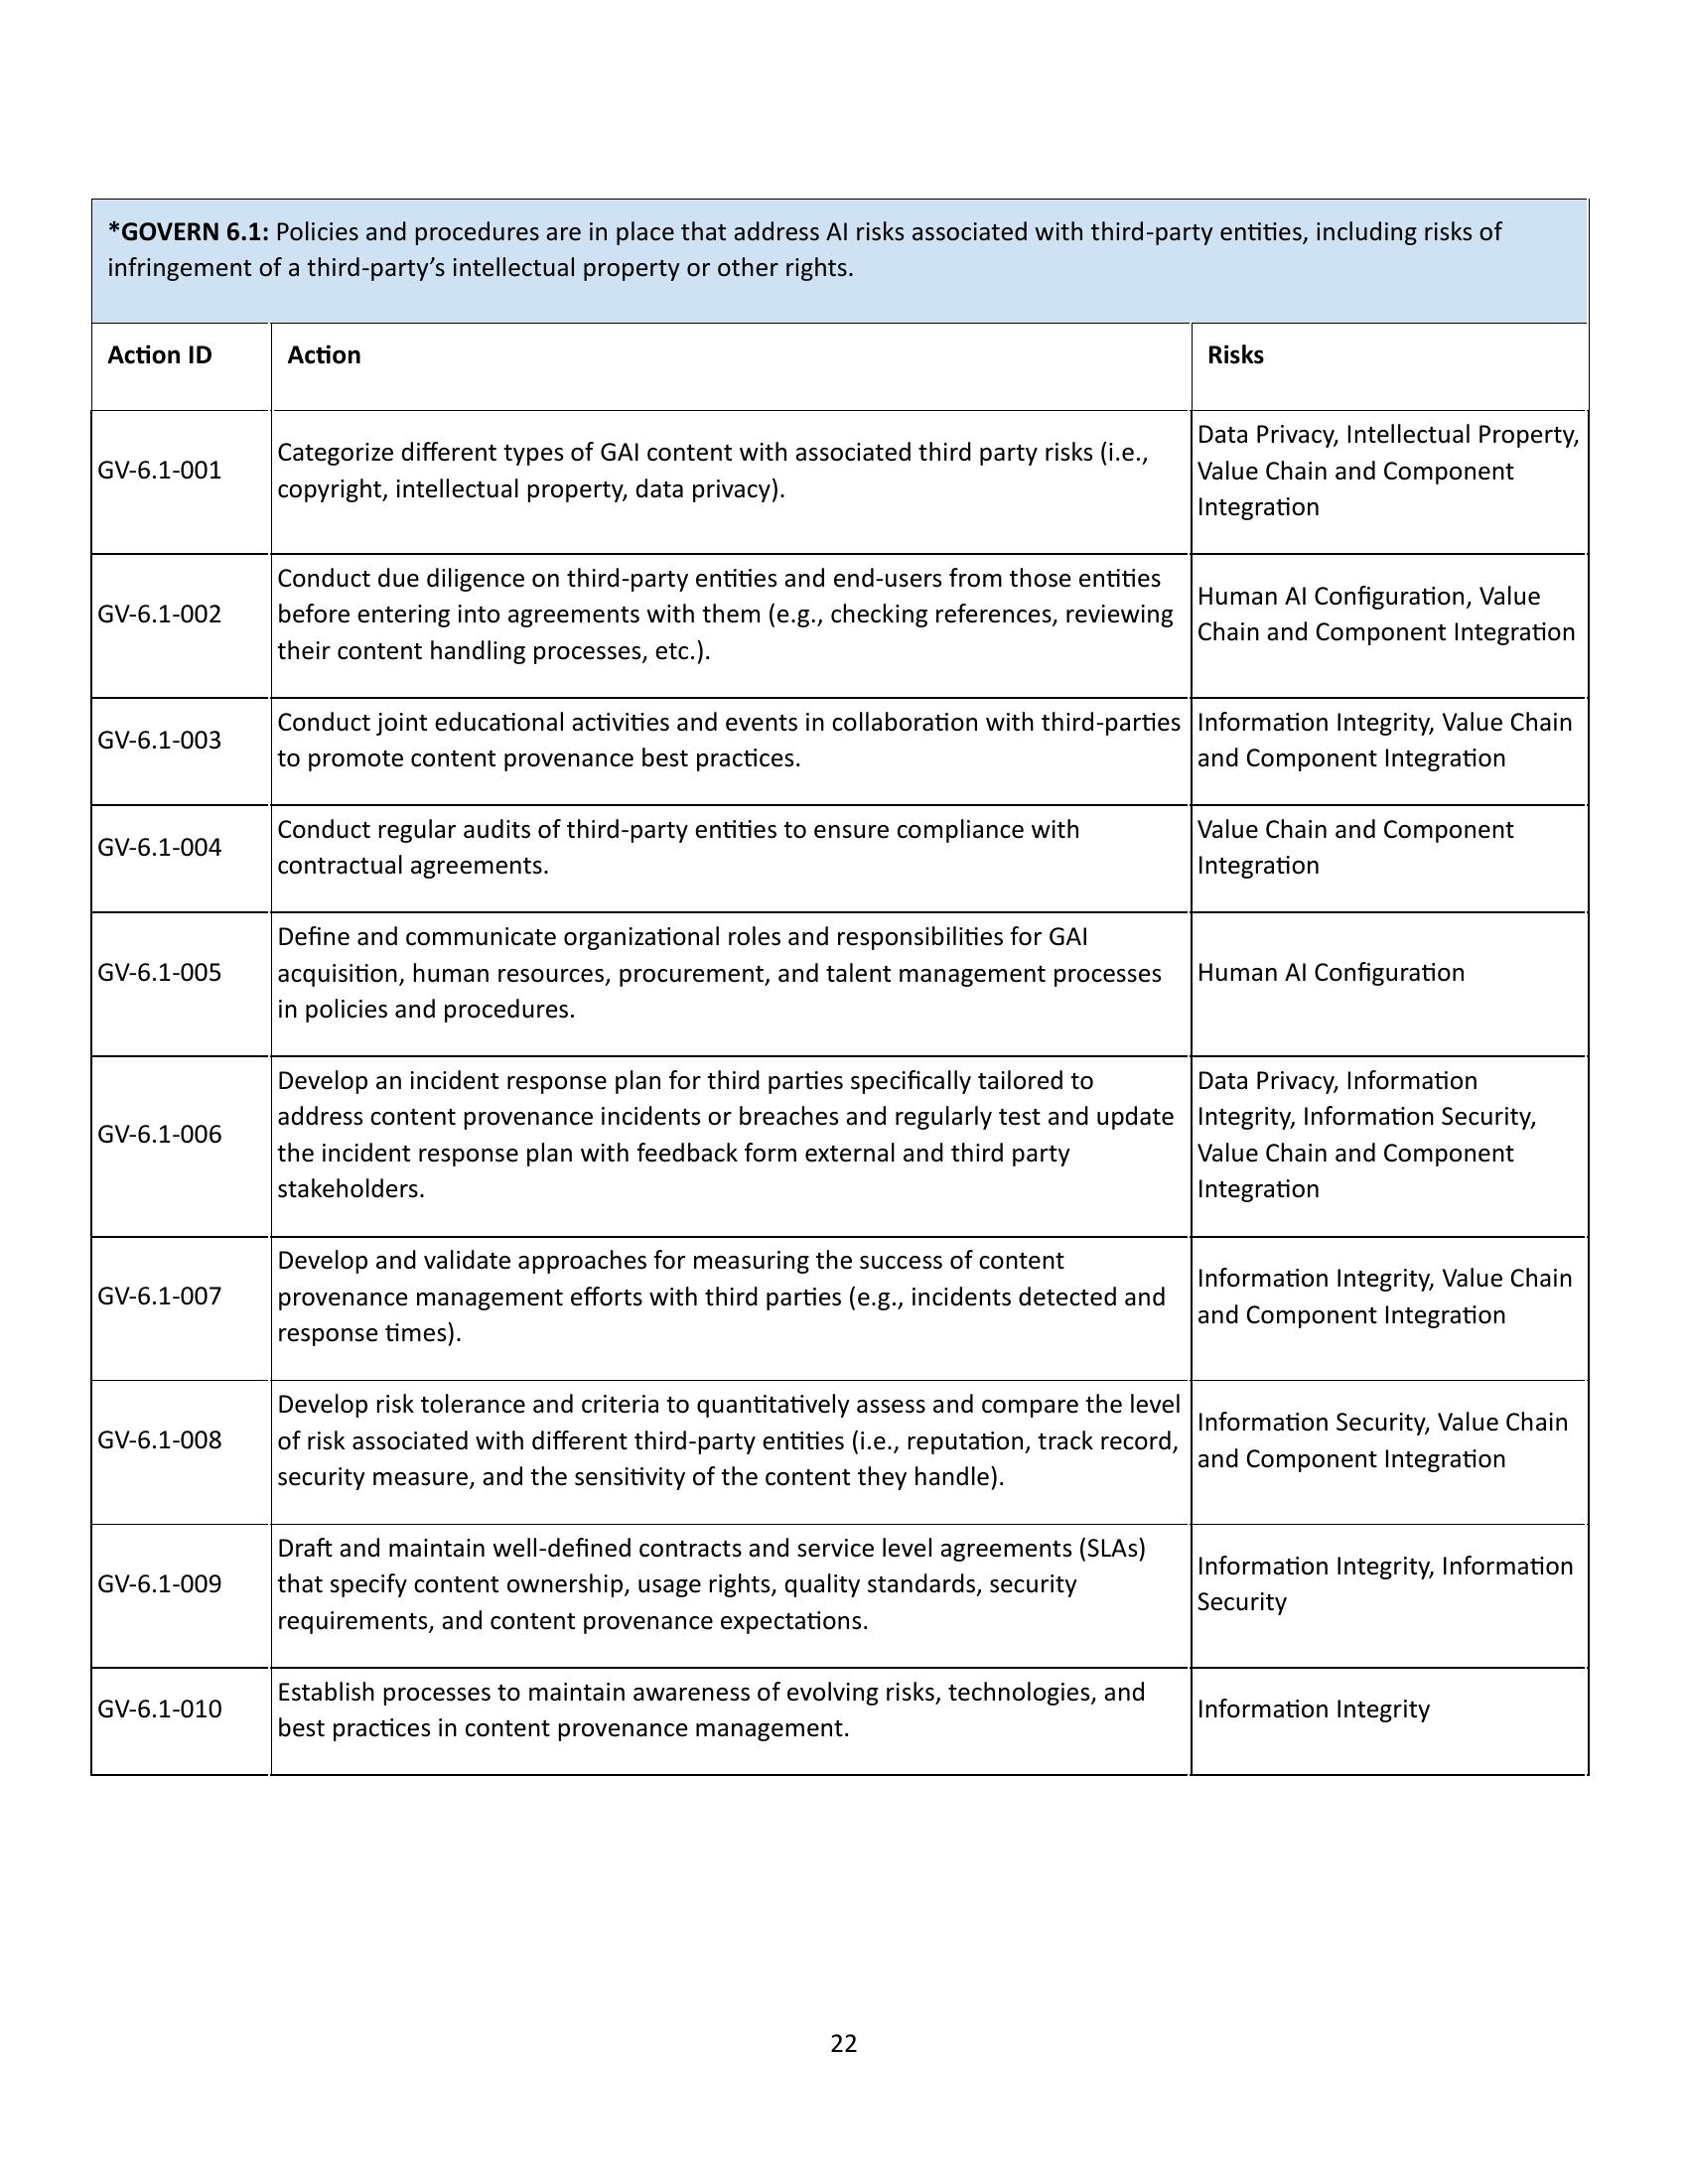 *GOVERN 6.1: Policies and procedures are in place that address AI risks associated with third-party entities, including risks of
infringement of a third-party’s intellectual property or other rights.
Action ID
Action
Risks
GV-6.1-001
Categorize different types of GAI content with associated third party risks (i.e.,
copyright, intellectual property, data privacy).
Data Privacy, Intellectual Property,
Value Chain and Component
Integration
GV-6.1-002
Conduct due diligence on third-party entities and end-users from those entities
before entering into agreements with them (e.g., checking references, reviewing
their content handling processes, etc.).
Human AI Configuration, Value
Chain and Component Integration
GV-6.1-003
Conduct joint educational activities and events in collaboration with third-parties
to promote content provenance best practices.
Information Integrity, Value Chain
and Component Integration
GV-6.1-004
Conduct regular audits of third-party entities to ensure compliance with
contractual agreements.
Value Chain and Component
Integration
GV-6.1-005
Define and communicate organizational roles and responsibilities for GAI
acquisition, human resources, procurement, and talent management processes
in policies and procedures.
Human AI Configuration
GV-6.1-006
Develop an incident response plan for third parties specifically tailored to
address content provenance incidents or breaches and regularly test and update
the incident response plan with feedback form external and third party
stakeholders.
Data Privacy, Information
Integrity, Information Security,
Value Chain and Component
Integration
GV-6.1-007
Develop and validate approaches for measuring the success of content
provenance management efforts with third parties (e.g., incidents detected and
response times).
Information Integrity, Value Chain
and Component Integration
GV-6.1-008
Develop risk tolerance and criteria to quantitatively assess and compare the level
of risk associated with different third-party entities (i.e., reputation, track record,
security measure, and the sensitivity of the content they handle).
Information Security, Value Chain
and Component Integration
GV-6.1-009
Draft and maintain well-defined contracts and service level agreements (SLAs)
that specify content ownership, usage rights, quality standards, security
requirements, and content provenance expectations.
Information Integrity, Information
Security
GV-6.1-010
Establish processes to maintain awareness of evolving risks, technologies, and
best practices in content provenance management.
Information Integrity
22